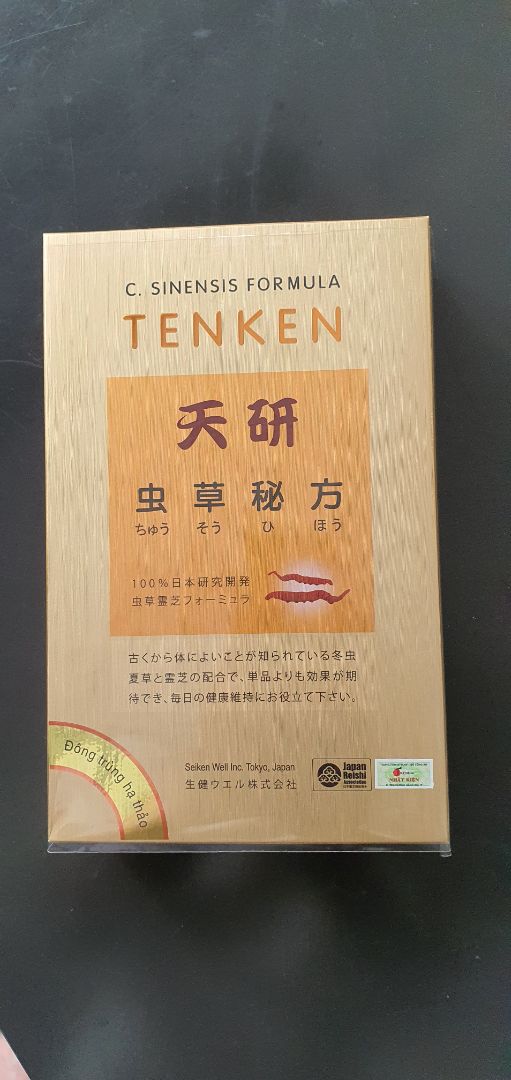 C. SINENSIS FORMULA
TENKEN
天研
虫草秘方
ちゅう そう ひ ほう
100%日本研究開発
虫草霊芝フォーミュラ
古くから体によいことが知られている冬虫
夏草と霊芝の配合で、単品よりも効果が期
待でき、毎日の健康維持にお役立て下さい。
Đông trùng hạ thảo
Seiken Well Inc. Tokyo, Japan
生健ウエル株式会社
Japan
Reishi
Association
NHẤT KIẾN